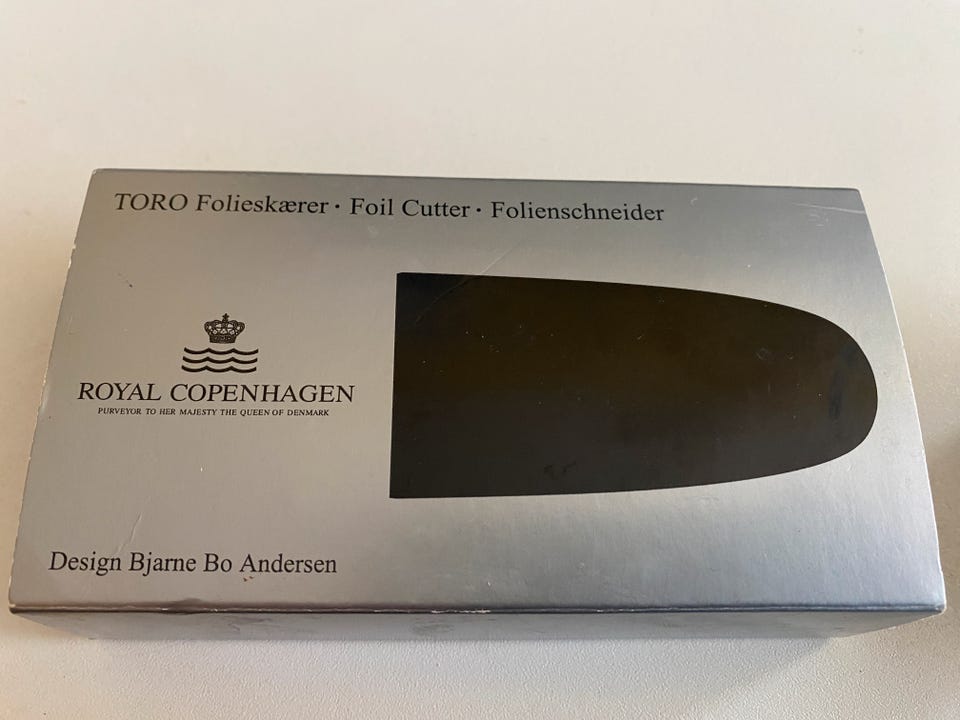 TORO Folieskærer · Foil Cutter · Folienschneider
ROYAL COPENHAGEN
PURVEYOR TO HER MAJESTY THE QUEEN OF DENMARK
Design Bjarne Bo Andersen